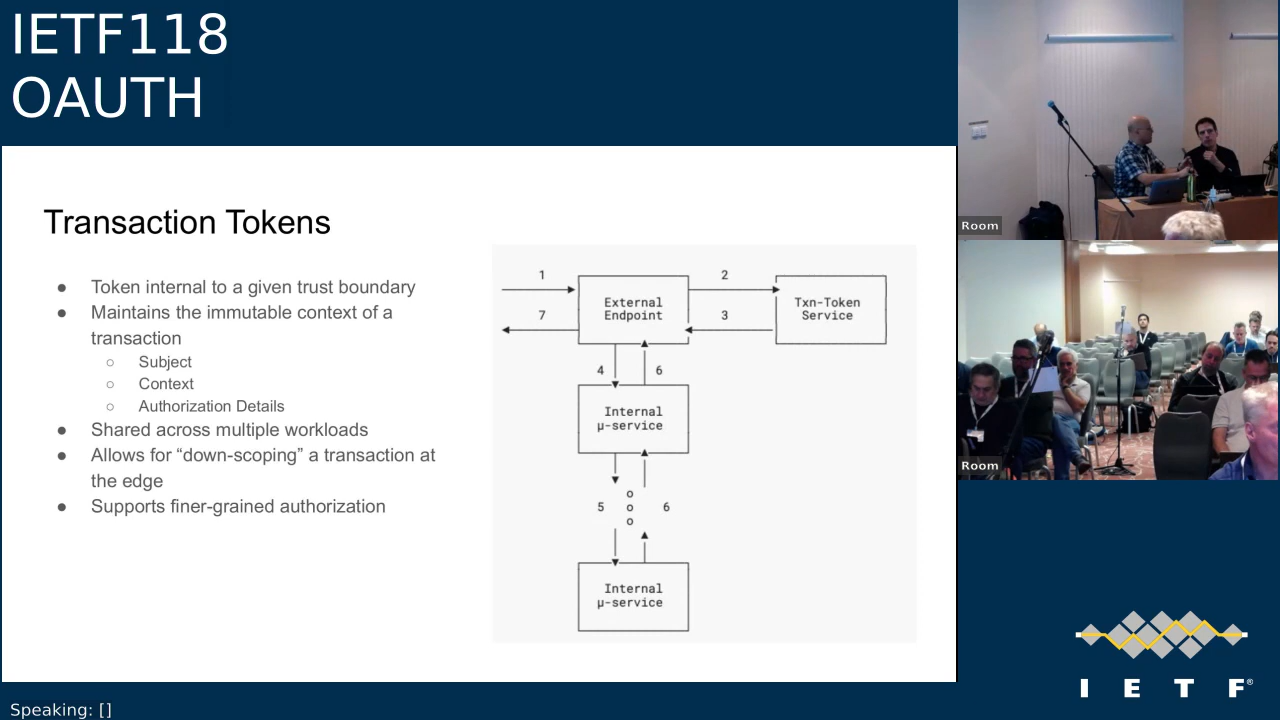 IETF118
OAUTH
Transaction Tokens
● Token internal to a given trust boundary
● Maintains the immutable context of a
transaction
○ Subject
○ Context
○ Authorization Details
● Shared across multiple workloads
● Allows for “down-scoping” a transaction at
the edge
● Supports finer-grained authorization
1
2
External
Endpoint
Txn-Token
Service
7
3
4
6
Internal
μ-service
5
6
Internal
μ-service
Room
Room
I E T F®
Speaking: []